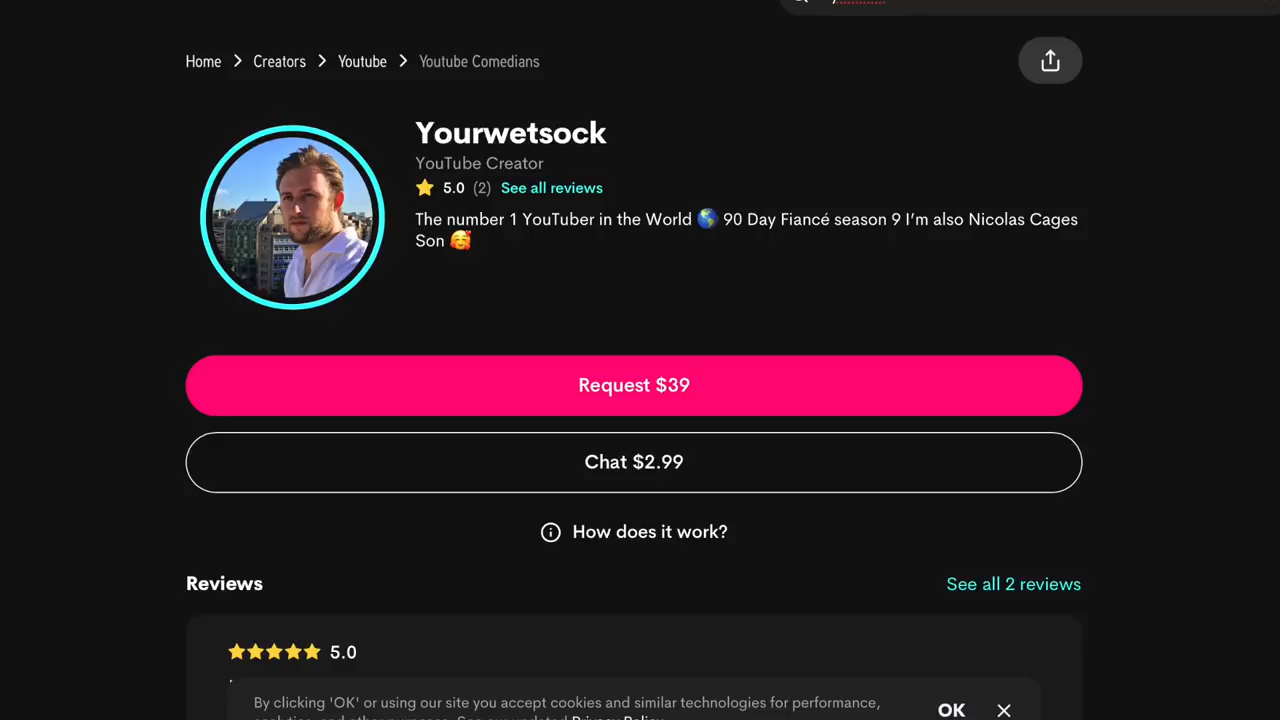 Home > Creators > Youtube > Youtube Comedians
Yourwetsock
YouTube Creator
5.0 (2) See all reviews
The number 1 YouTuber in the World 🌎 90 Day Fiancé season 9 I'm also Nicolas Cages
Son 🥰
Request $39
Chat $2.99
How does it work?
Reviews
See all 2 reviews
5.0
By clicking 'OK' or using our site you accept cookies and similar technologies for performance,
OK